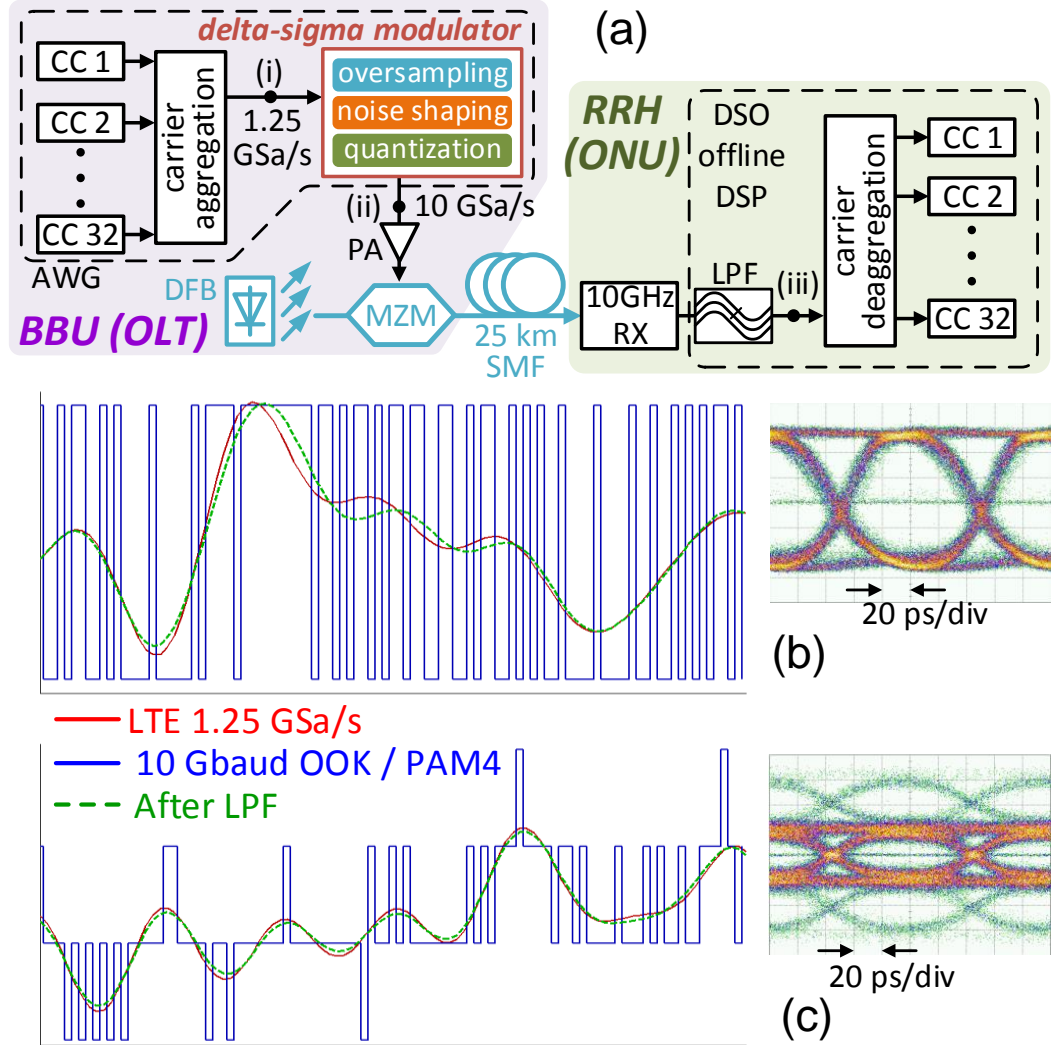 delta-sigma modulator
(a)
CC 1
CC 2
CC 32
AWG
carrier
aggregation
(i)
1.25
GSa/s
oversampling
noise shaping
quantization
(ii)
10 GSa/s
PA
DFB
MZM
BBU (OLT)
25 km
SMF
RRH
(ONU)
DSO
offline
DSP
10GHz
RX
LPF
(iii)
carrier
deaggregation
CC 1
CC 2
CC 32
20 ps/div
(b)
LTE 1.25 GSa/s
10 Gbaud OOK / PAM4
After LPF
20 ps/div
(c)